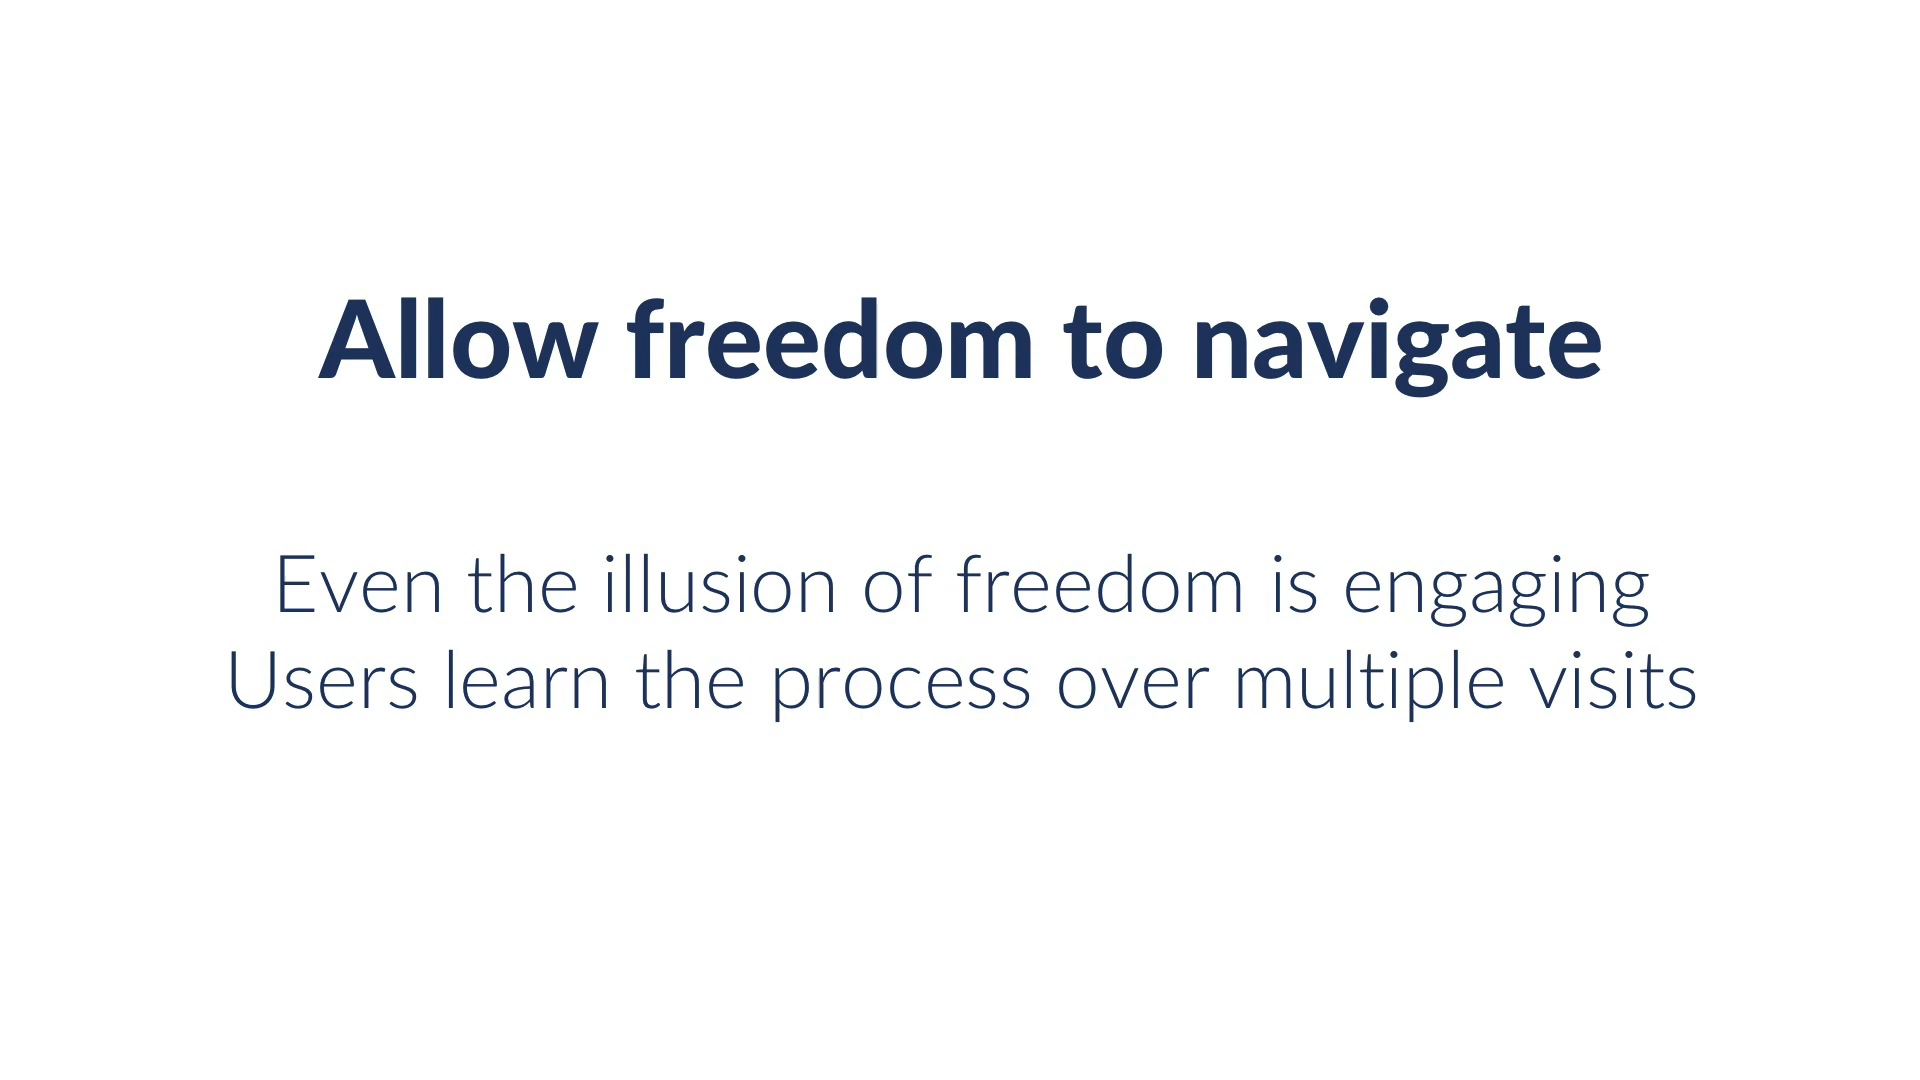 Allow freedom to navigate
Even the illusion of freedom is engaging
Users learn the process over multiple visits